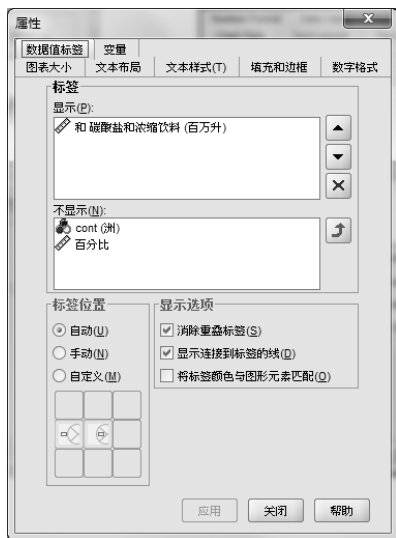 属性
数据值标签 变量
图表大小 文本布局 文本样式(T) 填充和边框 数字格式
标签
显示(P):
和 碳酸盐和浓缩饮料 (百万升)
不显示(N):
cont (洲)
百分比
标签位置
自动(U)
手动(N)
自定义(M)
显示选项
消除重叠标签(S)
显示连接到标签的线(D)
将标签颜色与图形元素匹配(O)
应用 关闭 帮助